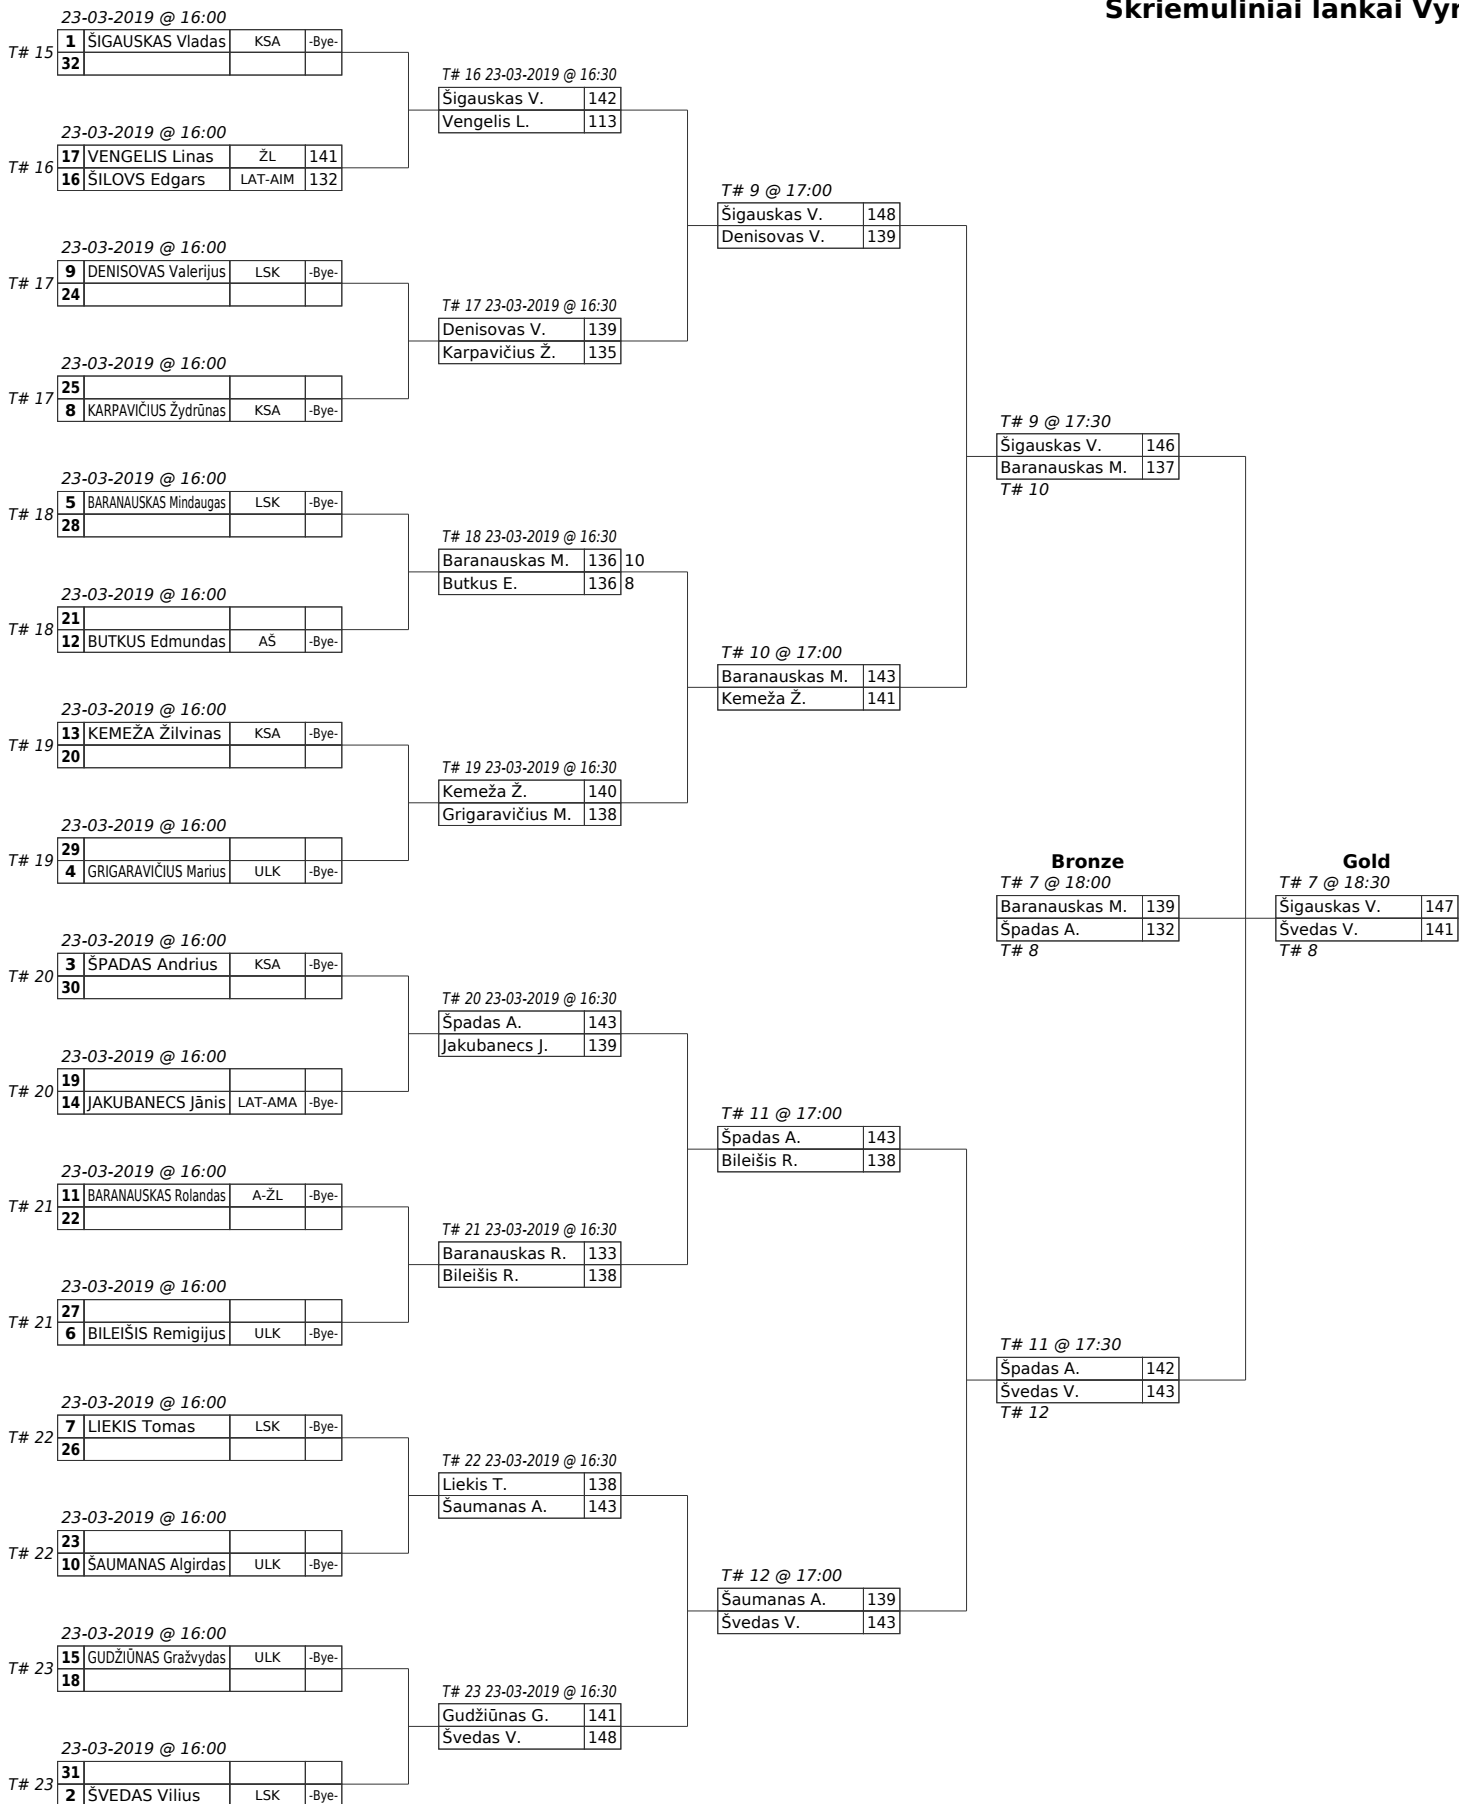 Skriemuliniai lankai Vyr
23-03-2019 @ 16:00
T# 15
1 ŠIGAUSKAS Vladas KSA -Bye-
32
23-03-2019 @ 16:00
T# 16
17 VENGELIS Linas ŽL 141
16 ŠILOVS Edgars LAT-AIM 132
23-03-2019 @ 16:00
T# 17
9 DENISOVAS Valerijus LSK -Bye-
24
23-03-2019 @ 16:00
T# 17
25
8 KARPAVIČIUS Žydrūnas KSA -Bye-
23-03-2019 @ 16:00
T# 18
5 BARANAUSKAS Mindaugas LSK -Bye-
28
23-03-2019 @ 16:00
T# 18
21
12 BUTKUS Edmundas AŠ -Bye-
23-03-2019 @ 16:00
T# 19
13 KEMEŽA Žilvinas KSA -Bye-
20
23-03-2019 @ 16:00
T# 19
29
4 GRIGARAVIČIUS Marius ULK -Bye-
23-03-2019 @ 16:00
T# 20
3 ŠPADAS Andrius KSA -Bye-
30
23-03-2019 @ 16:00
T# 20
19
14 JAKUBANECS Jānis LAT-AMA -Bye-
23-03-2019 @ 16:00
T# 21
11 BARANAUSKAS Rolandas A-ŽL -Bye-
22
23-03-2019 @ 16:00
T# 21
27
6 BILEIŠIS Remigijus ULK -Bye-
23-03-2019 @ 16:00
T# 22
7 LIEKIS Tomas LSK -Bye-
26
23-03-2019 @ 16:00
T# 22
23
10 ŠAUMANAS Algirdas ULK -Bye-
23-03-2019 @ 16:00
T# 23
15 GUDŽIŪNAS Gražvydas ULK -Bye-
18
23-03-2019 @ 16:00
T# 23
31
2 ŠVEDAS Vilius LSK -Bye-
T# 16 23-03-2019 @ 16:30
Šigauskas V. 142
Vengelis L. 113
T# 17 23-03-2019 @ 16:30
Denisovas V. 139
Karpavičius Ž. 135
T# 18 23-03-2019 @ 16:30
Baranauskas M. 136 10
Butkus E. 136 8
T# 19 23-03-2019 @ 16:30
Kemeža Ž. 140
Grigaravičius M. 138
T# 20 23-03-2019 @ 16:30
Špadas A. 143
Jakubanecs J. 139
T# 21 23-03-2019 @ 16:30
Baranauskas R. 133
Bileišis R. 138
T# 22 23-03-2019 @ 16:30
Liekis T. 138
Šaumanas A. 143
T# 23 23-03-2019 @ 16:30
Gudžiūnas G. 141
Švedas V. 148
T# 9 @ 17:00
Šigauskas V. 148
Denisovas V. 139
T# 10 @ 17:00
Baranauskas M. 143
Kemeža Ž. 141
T# 11 @ 17:00
Špadas A. 143
Bileišis R. 138
T# 12 @ 17:00
Šaumanas A. 139
Švedas V. 143
T# 9 @ 17:30
Šigauskas V. 146
Baranauskas M. 137
T# 10
T# 11 @ 17:30
Špadas A. 142
Švedas V. 143
T# 12
Bronze
T# 7 @ 18:00
Baranauskas M. 139
Špadas A. 132
T# 8
Gold
T# 7 @ 18:30
Šigauskas V. 147
Švedas V. 141
T# 8